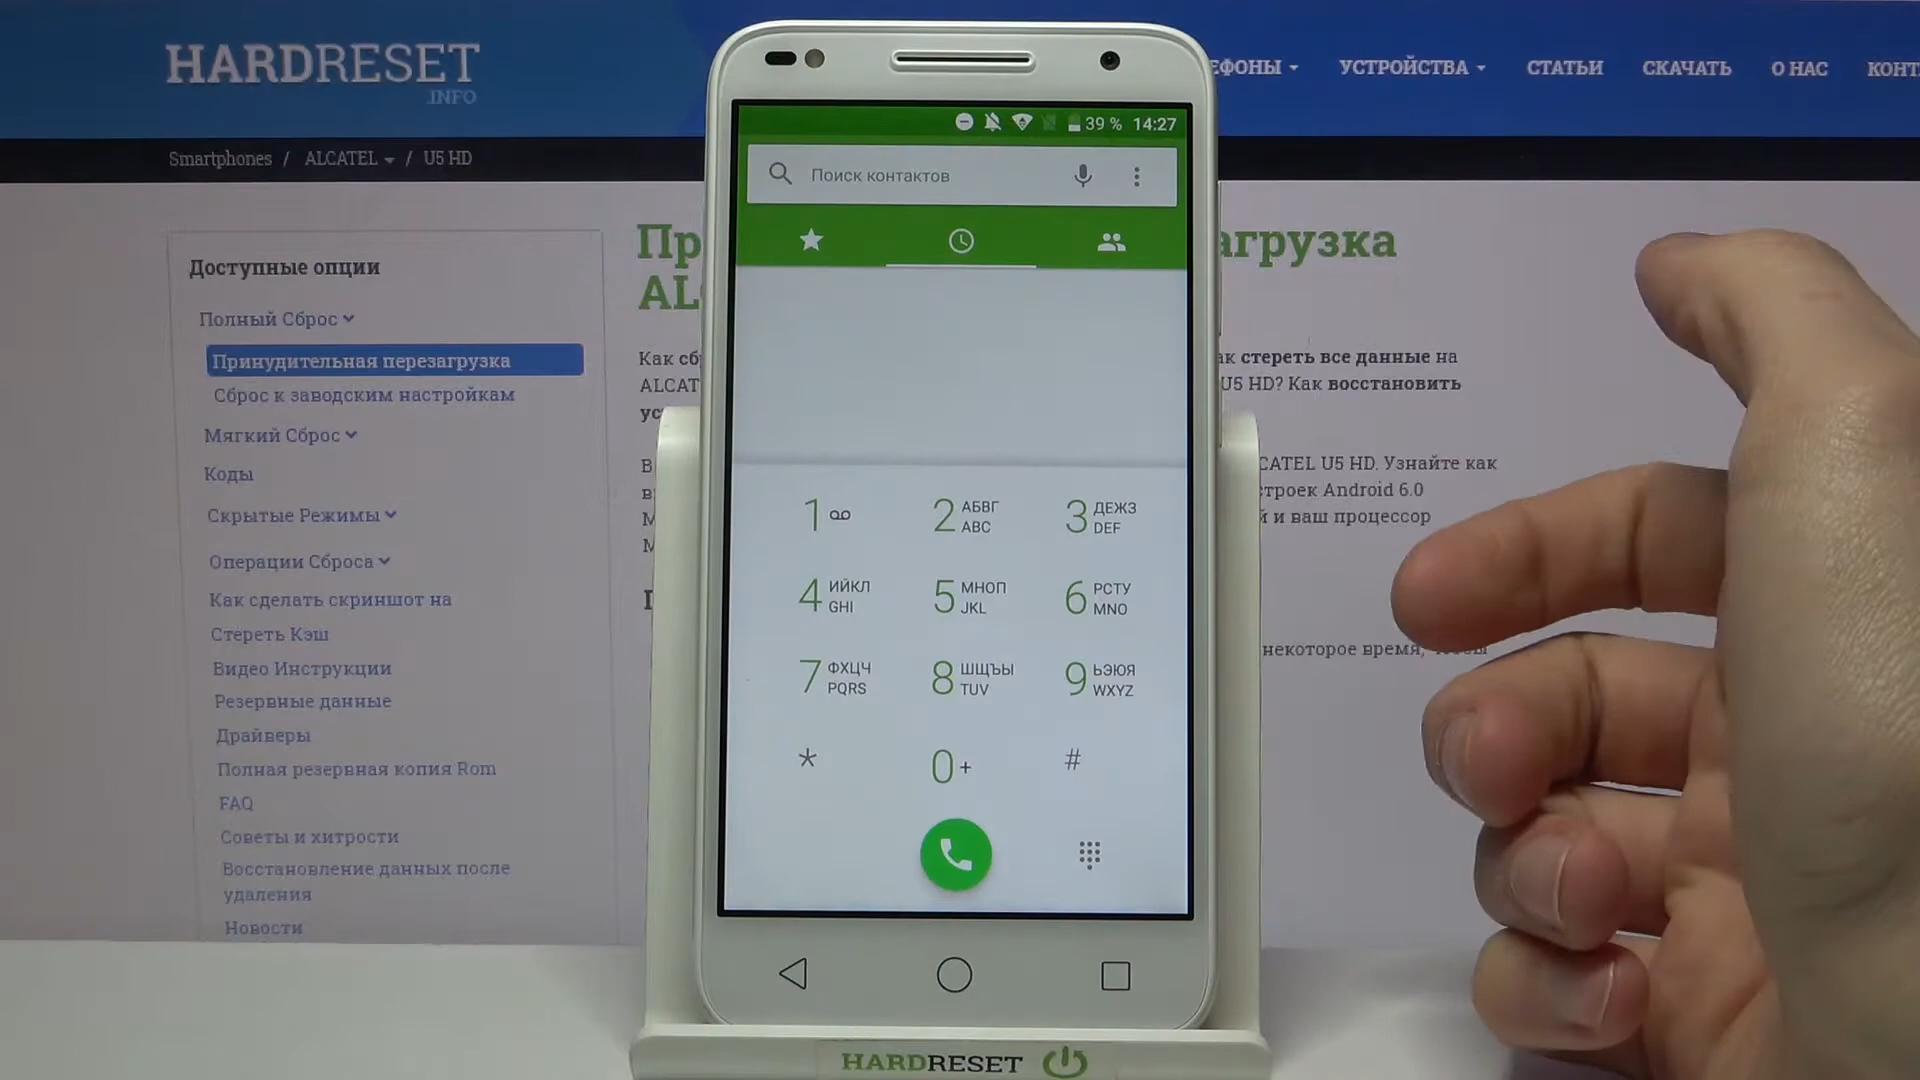 HARDRESET
.INFO
ЕФОНЫ
УСТРОЙСТВА
СТАТЬИ
СКАЧАТЬ
О НАС
Smartphones / ALCATEL / U5 HD
Доступные опции
Полный Сброс
Принудительная перезагрузка
Сброс к заводским настройкам
Мягкий Сброс
Коды
Скрытые Режимы
Операции Сброса
Как сделать скриншот на
Стереть Кэш
Видео Инструкции
Резервные данные
Драйверы
Полная резервная копия Rom
FAQ
Советы и хитрости
Восстановление данных после
удаления
Новости
Пр
агрузка
AL
Как сб
ак стереть все данные на
ALCAT
U5 HD? Как восстановить
ус
CATEL U5 HD. Узнайте как
троек Android 6.0
й и ваш процессор
некоторое время,
39 % 14:27
Поиск контактов
1
2 АБВГ ABC
3 ДЕЖЗ DEF
4 ИЙКЛ GHI
5 МНОП JKL
6 РСТУ MNO
7 ФХЦЧ PQRS
8 ШЩЪЫ TUV
9 ЬЭЮЯ WXYZ
* 0 + #
HARDRESET